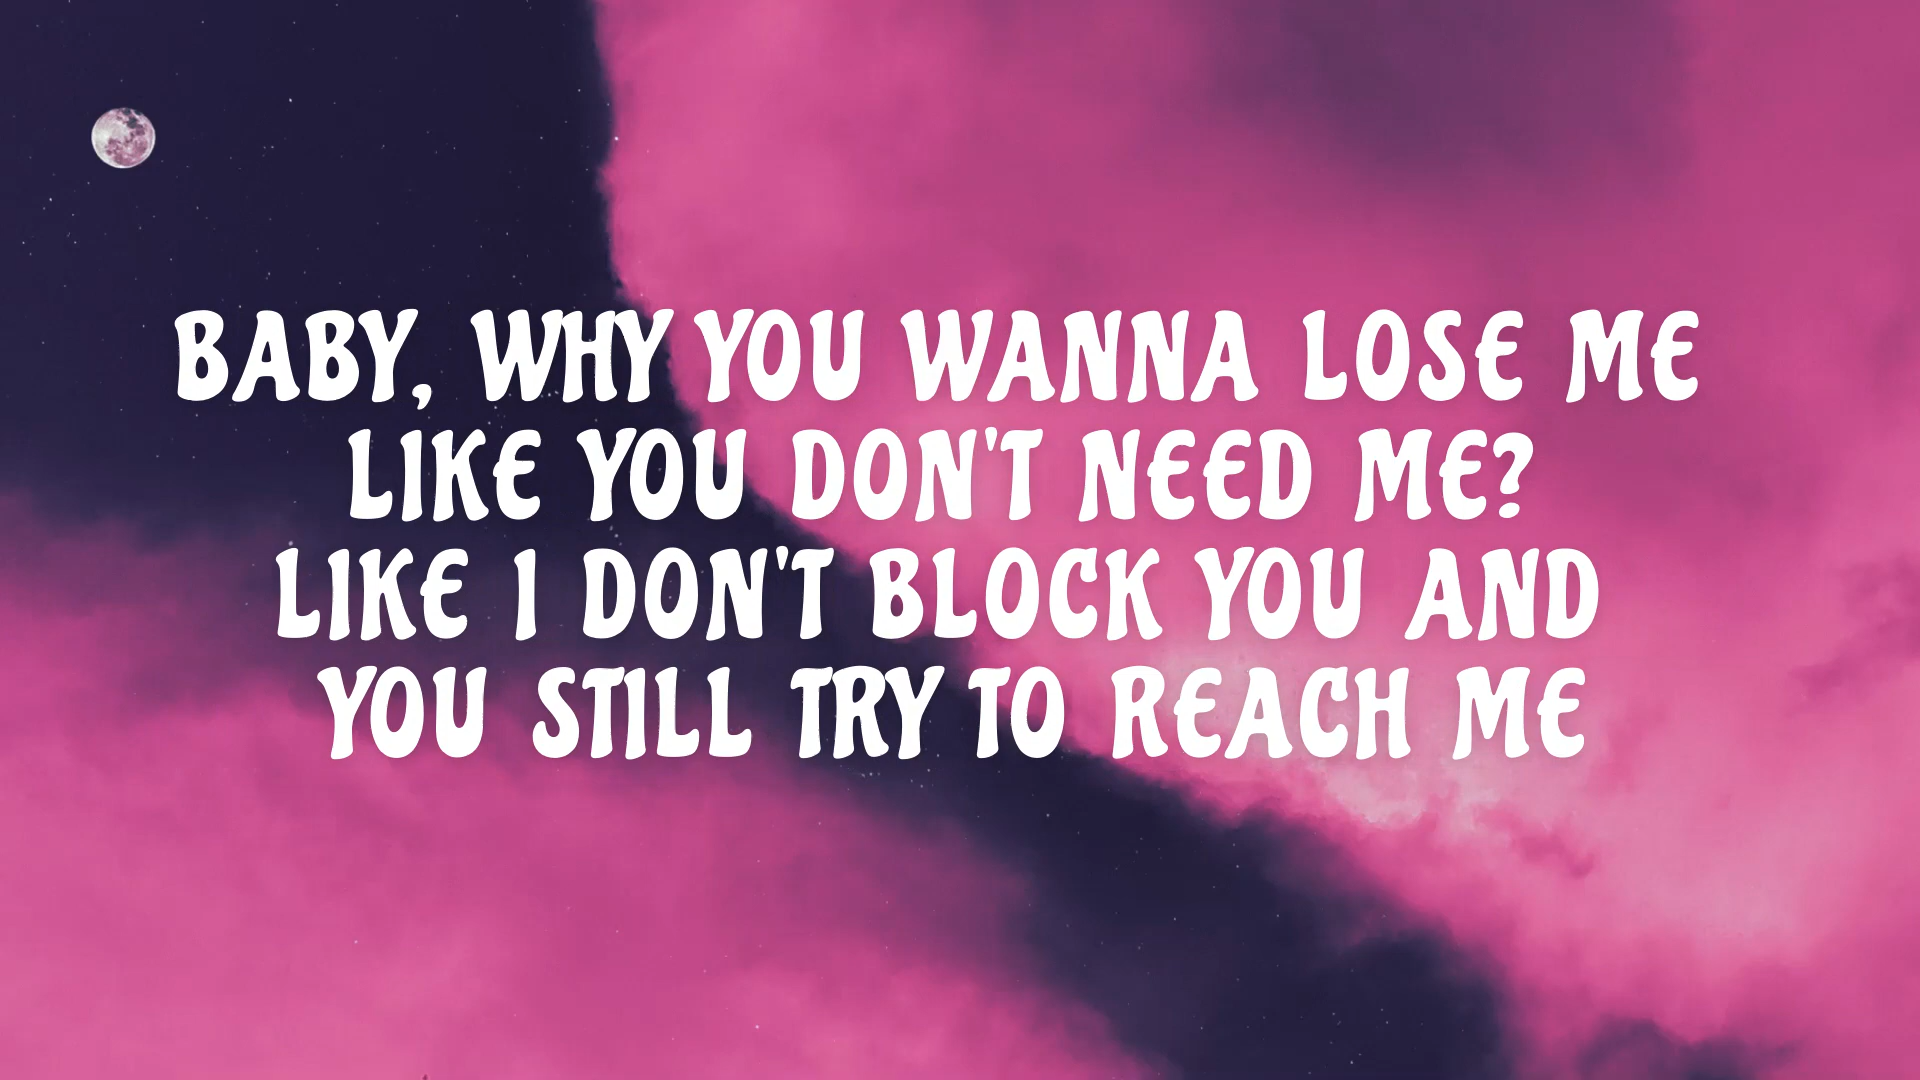 BABY, WHY YOU WANNA LOSE ME
LIKE YOU DON'T NEED ME?
LIKE I DON'T BLOCK YOU AND
YOU STILL TRY TO REACH ME